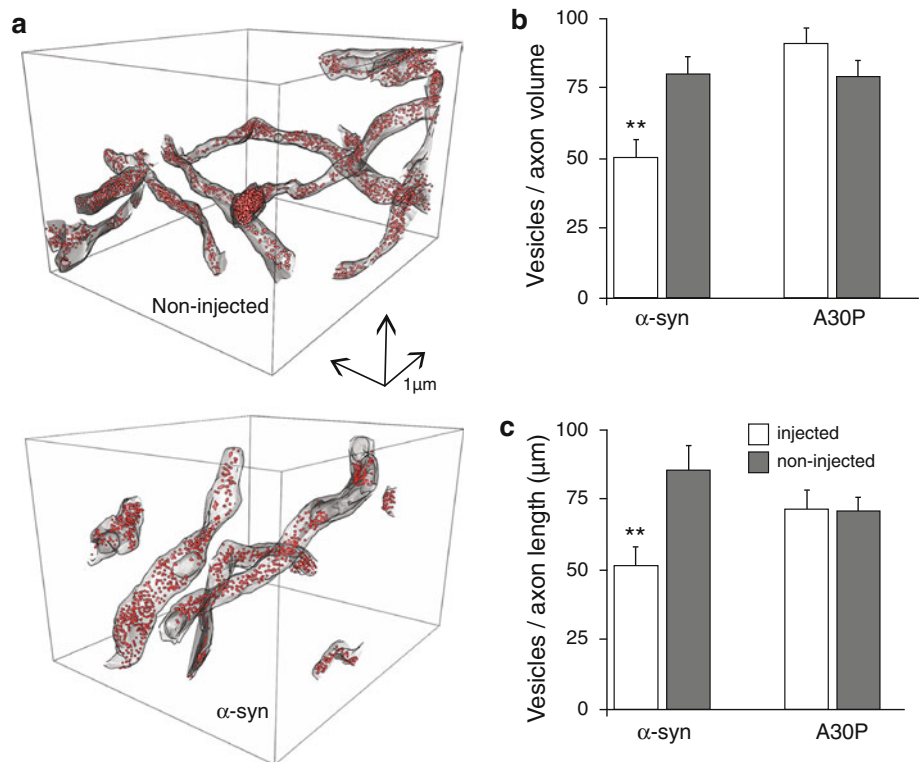 a
Non-injected
1μm
α-syn
b
Vesicles / axon volume
100
75
50
25
0
**
α-syn
A30P
c
Vesicles / axon length (μm)
100
75
50
25
0
injected
non-injected
**
α-syn
A30P